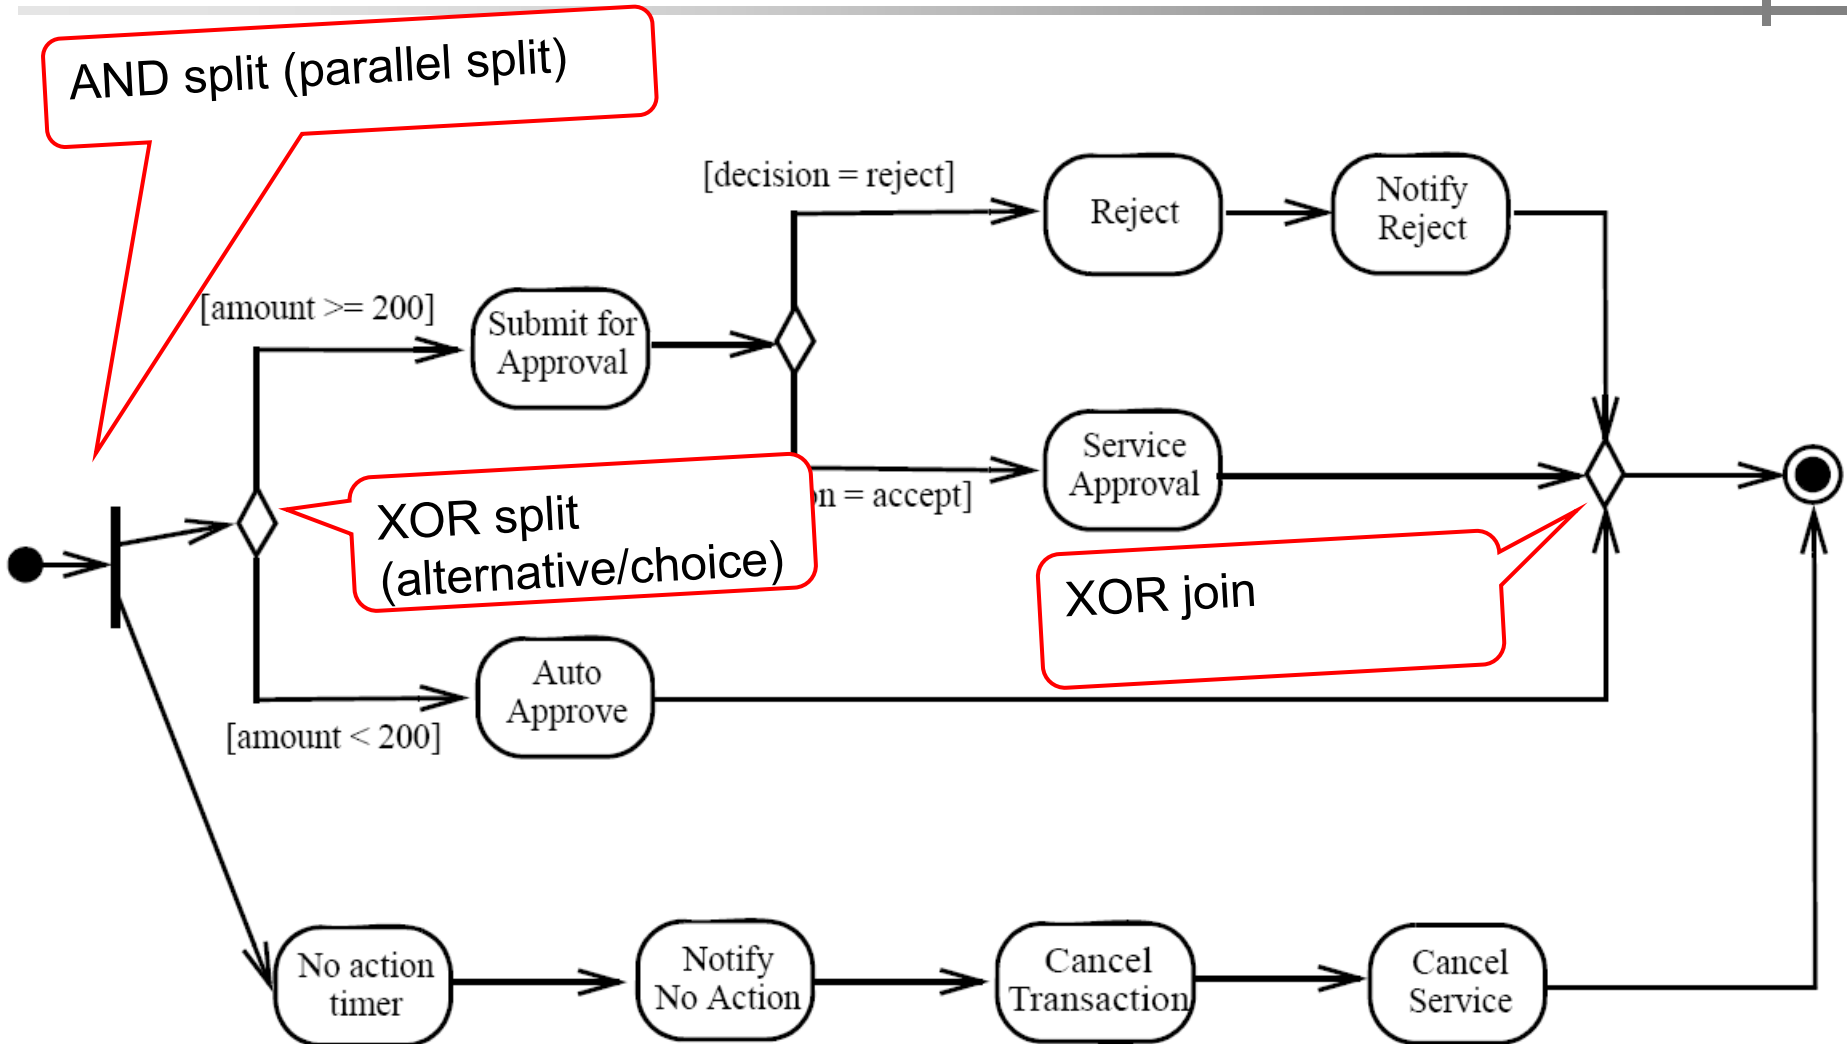 AND split (parallel split)
[decision = reject]
Reject
Notify
Reject
[amount >= 200]
Submit for
Approval
Service
Approval
= accept]
XOR split
(alternative/choice)
XOR join
Auto
Approve
[amount < 200]
No action
timer
Notify
No Action
Cancel
Transaction
Cancel
Service